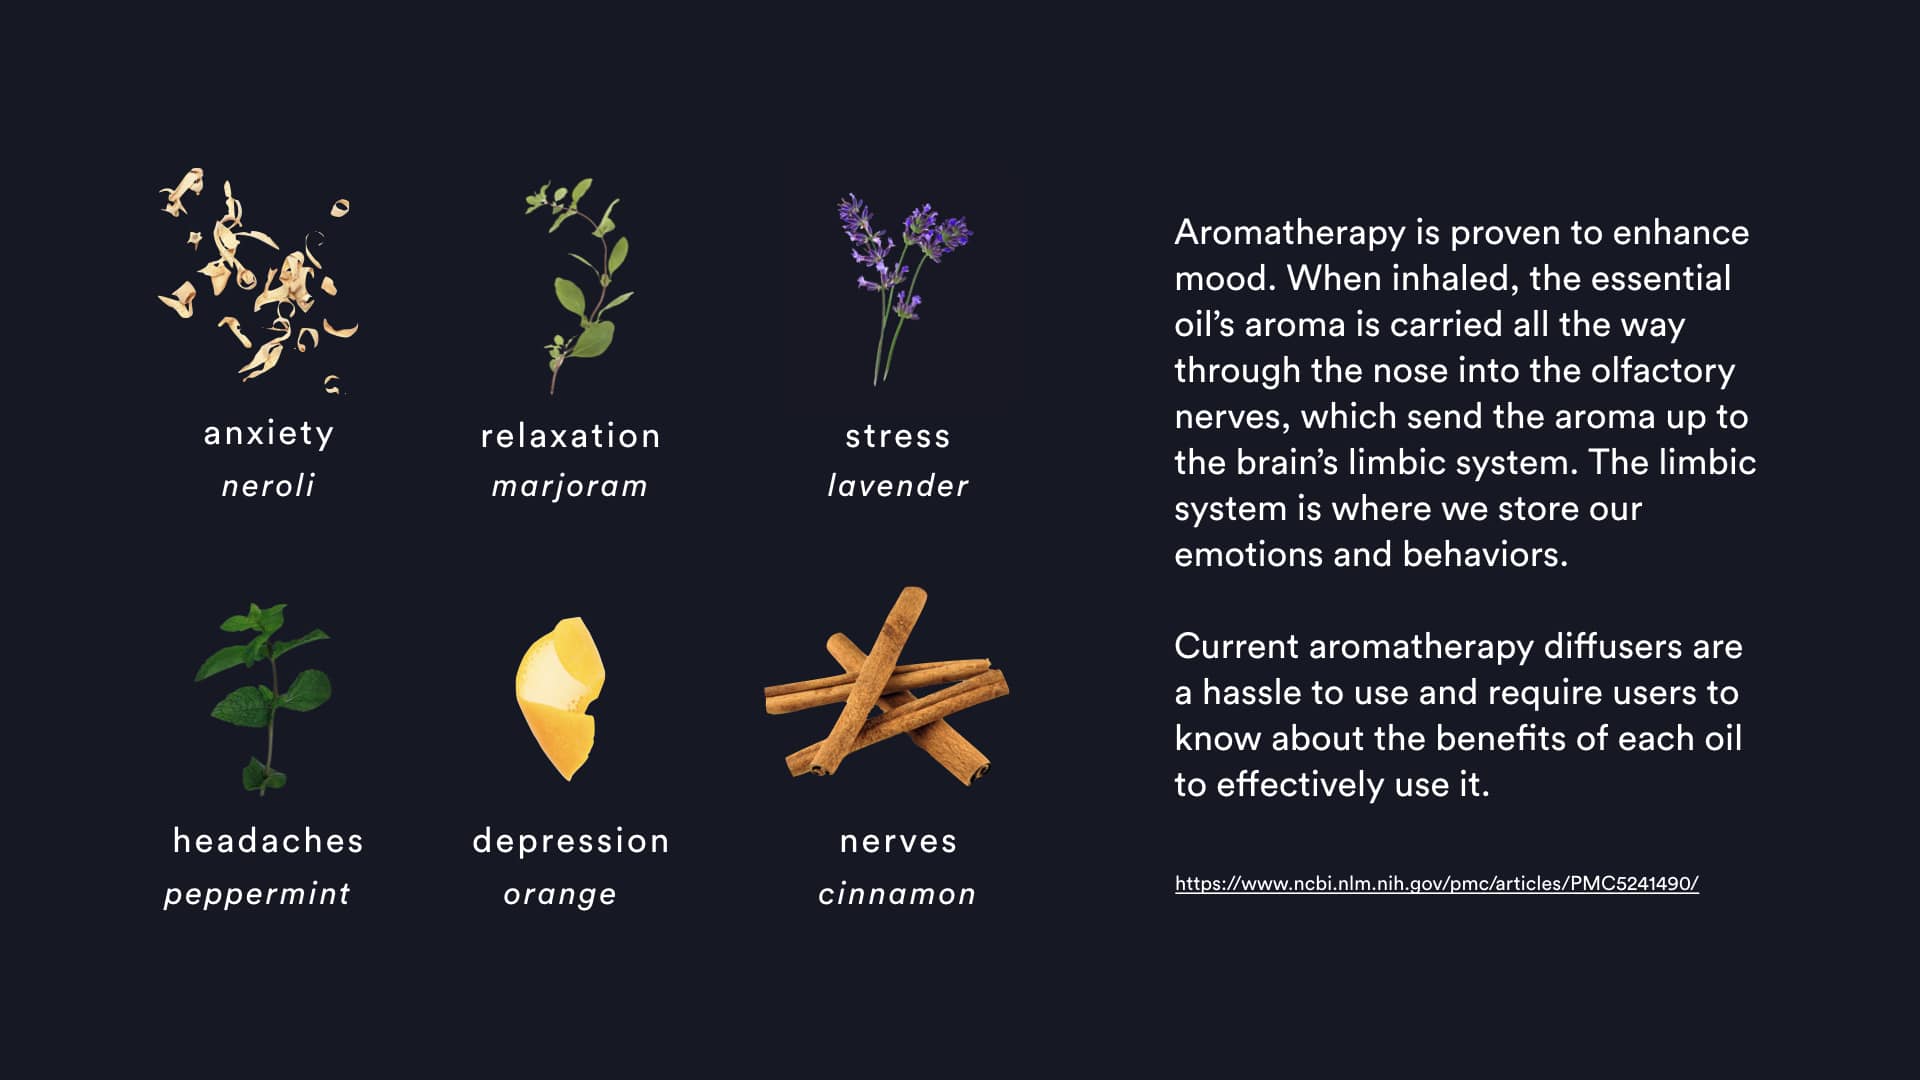 anxiety
neroli
relaxation
marjoram
stress
lavender
headaches
peppermint
depression
orange
nerves
cinnamon
Aromatherapy is proven to enhance
mood. When inhaled, the essential
oil’s aroma is carried all the way
through the nose into the olfactory
nerves, which send the aroma up to
the brain’s limbic system. The limbic
system is where we store our
emotions and behaviors.
Current aromatherapy diffusers are
a hassle to use and require users to
know about the benefits of each oil
to effectively use it.
https://www.ncbi.nlm.nih.gov/pmc/articles/PMC5241490/